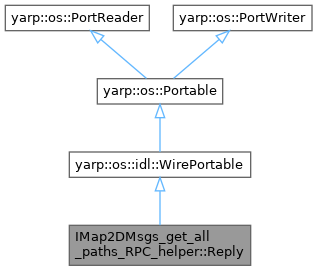 yarp::os::PortReader
yarp::os::PortWriter
yarp::os::Portable
yarp::os::idl::WirePortable
IMap2DMsgs_get_all
_paths_RPC_helper::Reply